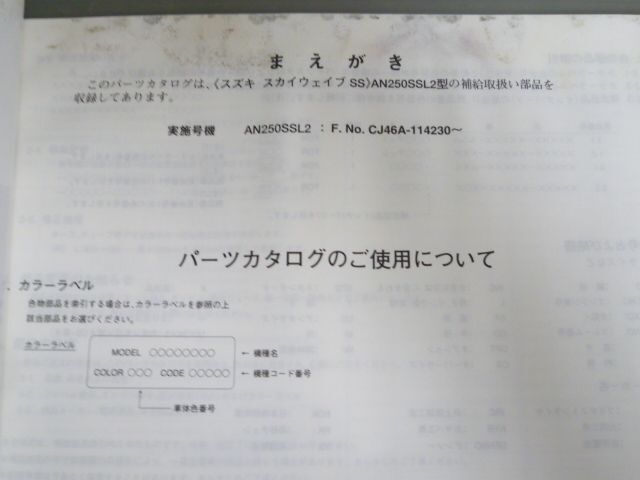 まえがき
このパーツカタログは、〈スズキ スカイウェイブ SS〉AN250SSL2型の補給取扱い部品を
収録してあります。
実施号機 AN250SSL2 : F. No. CJ46A-114230～
パーツカタログのご使用について
．カラーラベル
色物部品を索引する場合は、カラーラベルを参照の上
該当部品をお選びください。
カラーラベル
MODEL ○○○○○○○○ ← 機種名
COLOR ○○○ CODE ○○○○○ ← 機種コード番号
車体色番号